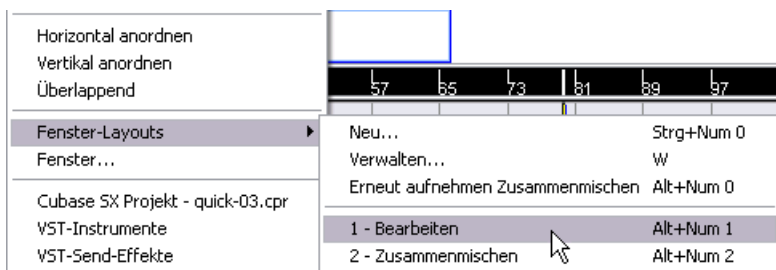 Horizontal anordnen
Vertikal anordnen
Überlappend
57 65 73 81 89 97
Fenster-Layouts
Fenster...
Cubase SX Projekt - quick-03.cpr
VST-Instrumente
VST-Send-Effekte
Neu... Strg+Num 0
Verwalten... W
Erneut aufnehmen Zusammenmischen Alt+Num 0
1 - Bearbeiten Alt+Num 1
2 - Zusammenmischen Alt+Num 2